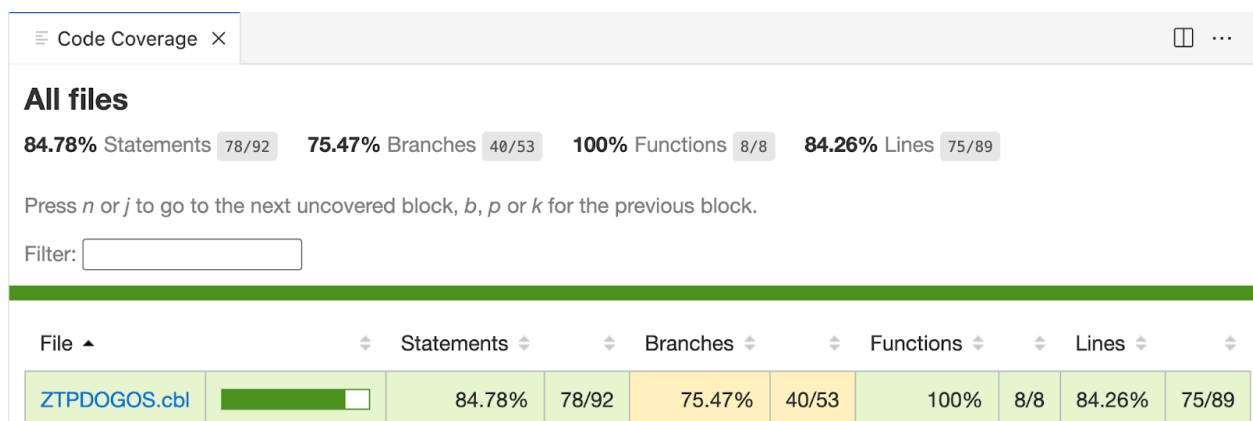 Code Coverage
All files
84.78% Statements 78/92 75.47% Branches 40/53 100% Functions 8/8 84.26% Lines 75/89
Press n or j to go to the next uncovered block, b, p or k for the previous block.
Filter:
File Statements Branches Functions Lines
ZTPDOGOS.cbl 84.78% 78/92 75.47% 40/53 100% 8/8 84.26% 75/89